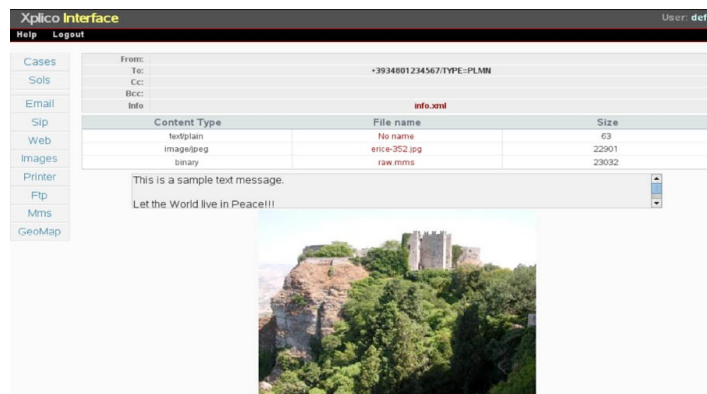 Xplico Interface
User: def
Help Logout
Cases
Sols
Email
Sip
Web
Images
Printer
Ftp
Mms
GeoMap
From:
To: +3934801234567/TYPE=PLMN
Cc:
Bcc:
Info info.xml
Content Type File name Size
text/plain No name 63
image/jpeg erice-352.jpg 22901
binary raw.mms 23032
This is a sample text message.
Let the World live in Peace!!!